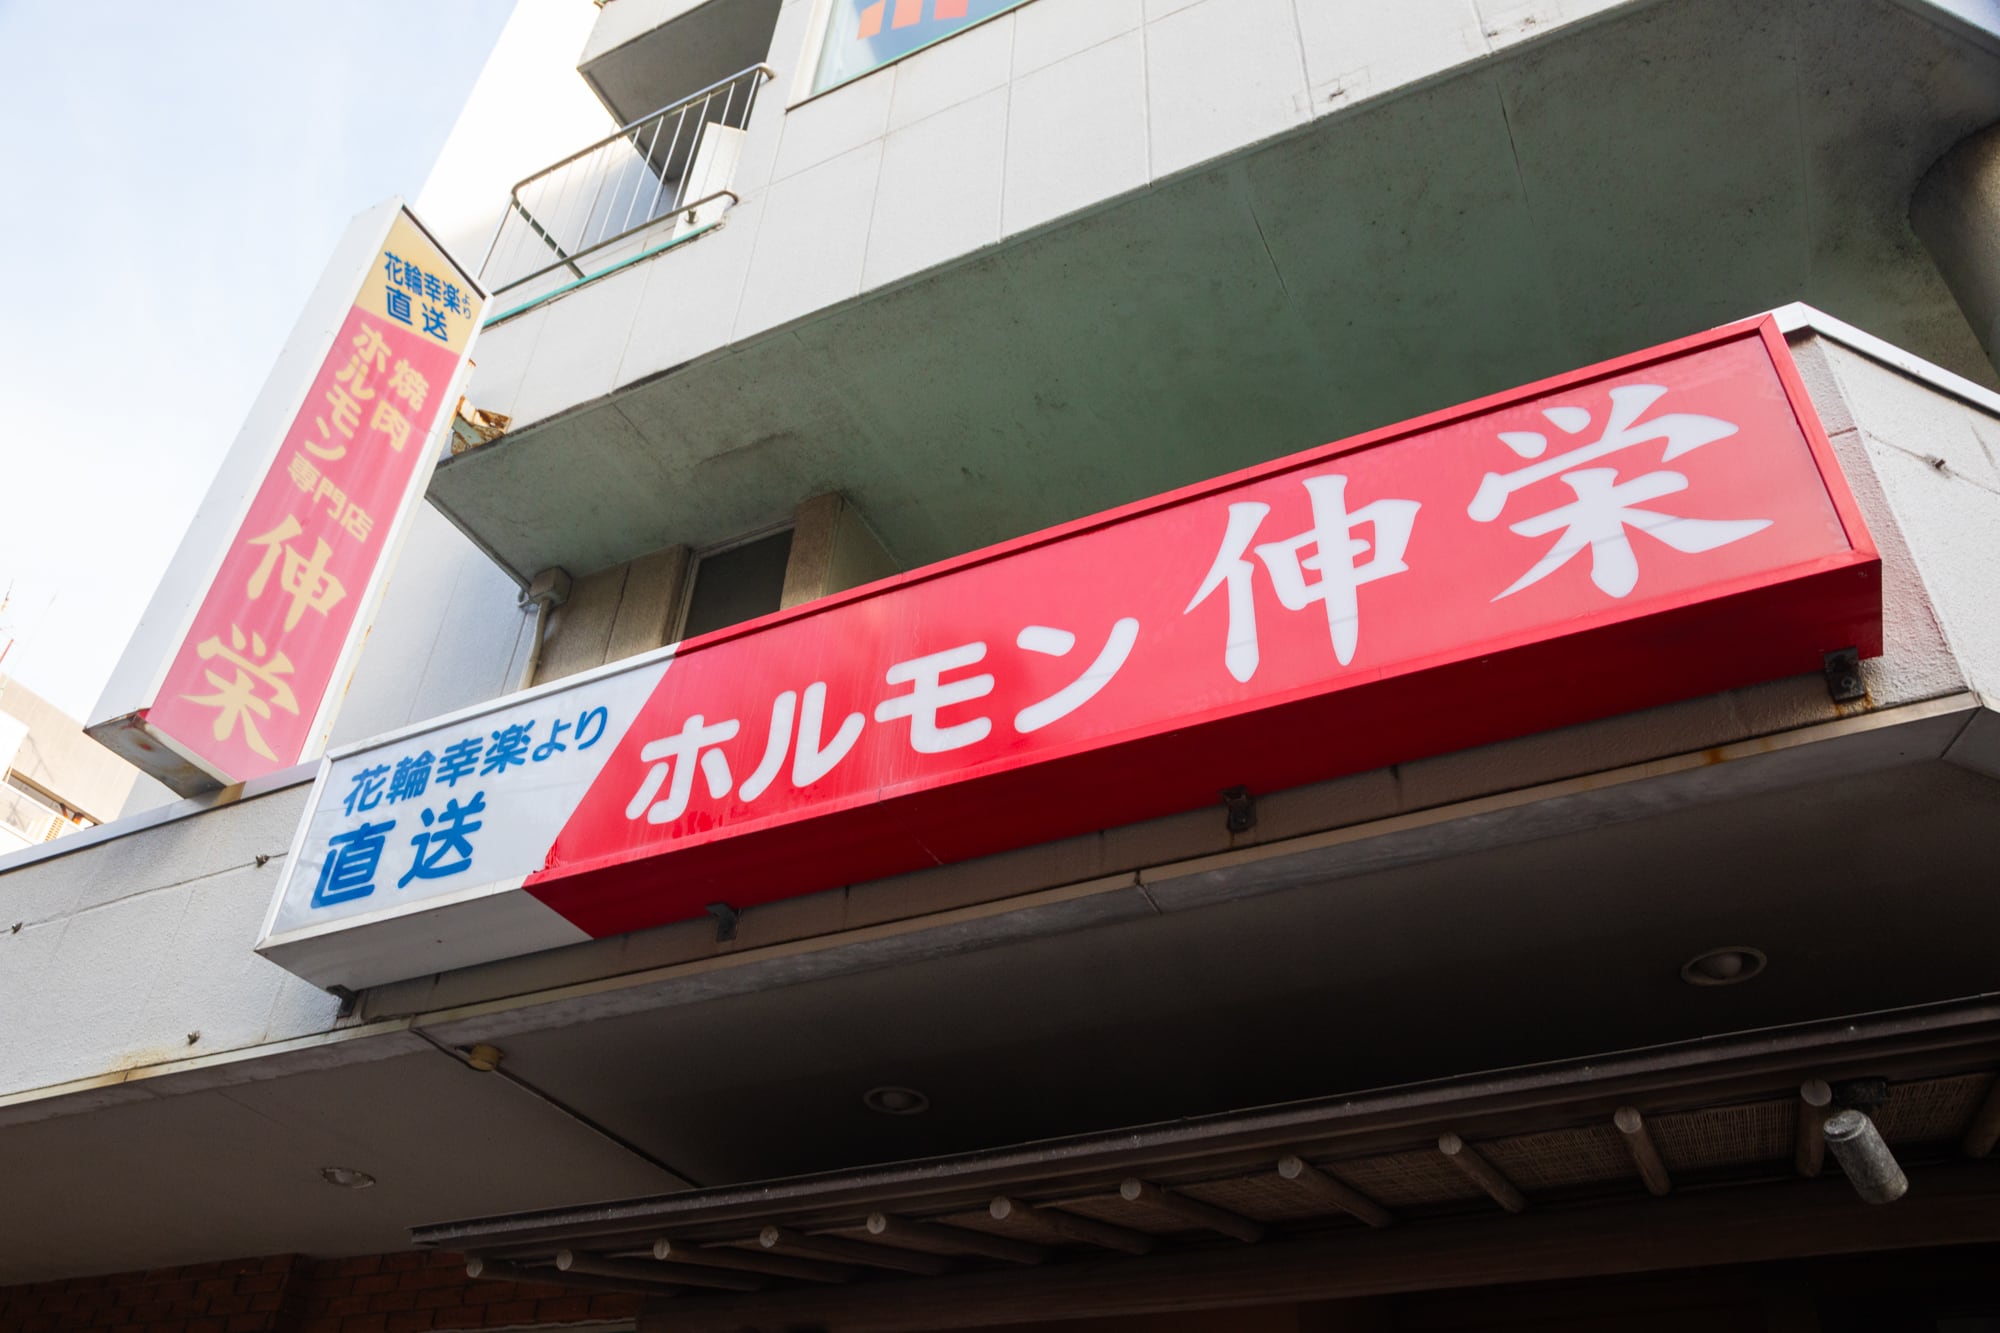 花輪幸楽より
直送
焼肉
ホルモン専門店
伸栄
花輪幸楽より
直送
ホルモン 伸栄